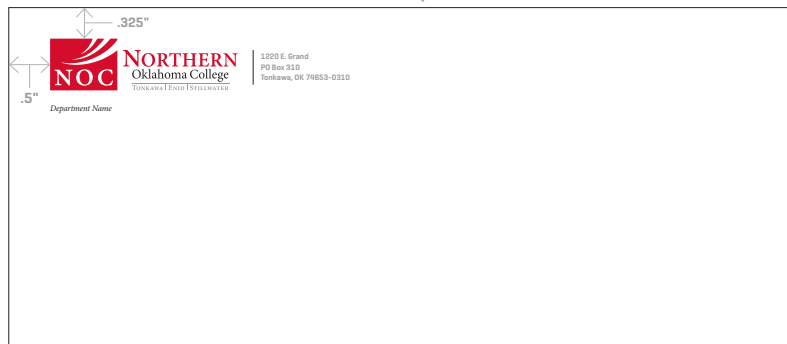 .325"
NOC
NORTHERN
Oklahoma College
TONKAWA | ENID | STILLWATER
1220 E. Grand
PO Box 310
Tonkawa, OK 74653-0310
.5"
Department Name